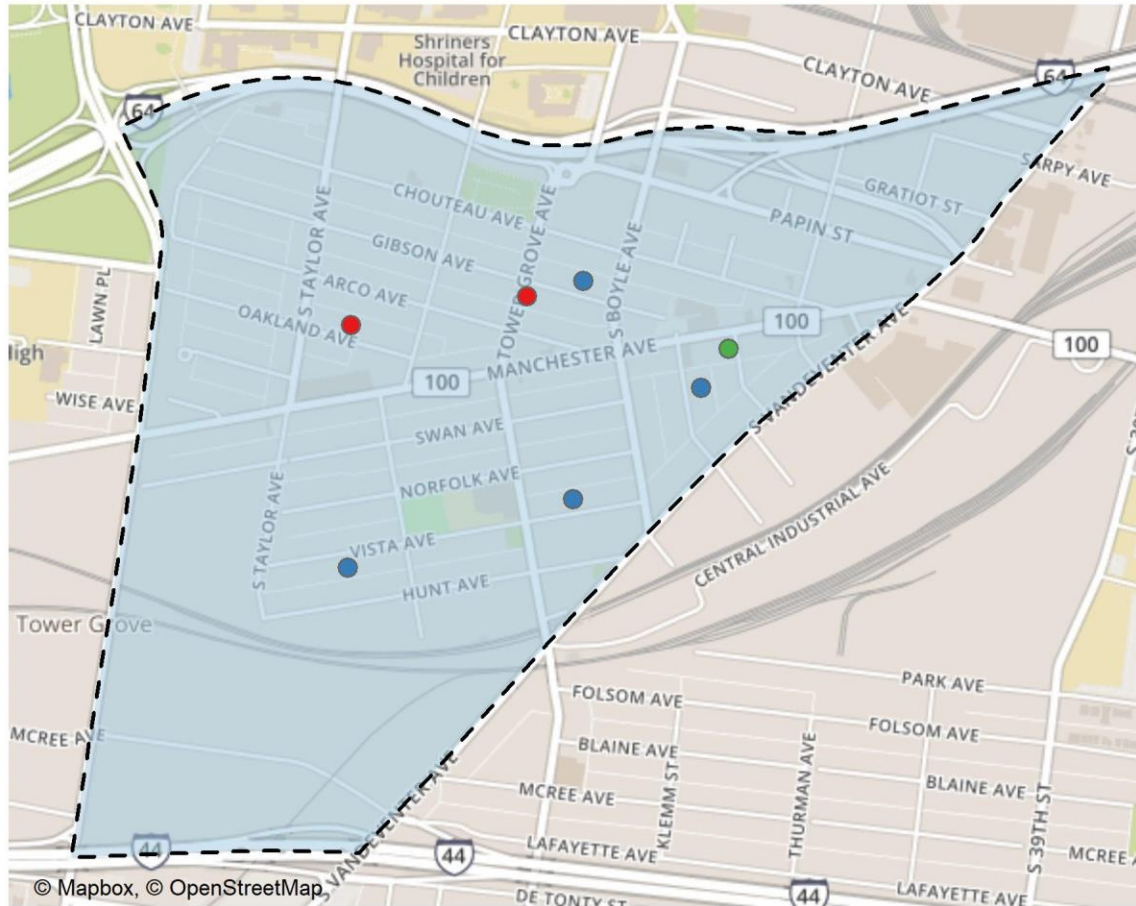 CLAYTON AVE
CLAYTON AVE
Shriners
Hospital for
Children
CLAYTON AVE
64
64
SARPY AVE
GRATIOT ST
CHOUTEAU AVE
PAPIN ST
GIBSON AVE
S TAYLOR AVE
TOWER GROVE AVE
S BOYLE AVE
ARCO AVE
OAKLAND AVE
LAWN PL
100
MANCHESTER AVE
100
100
High
WISE AVE
S VANDEVENTER AVE
SWAN AVE
NORFOLK AVE
S TAYLOR AVE
VISTA AVE
HUNT AVE
CENTRAL INDUSTRIAL AVE
Tower Grove
PARK AVE
FOLSOM AVE
FOLSOM AVE
MCREE AVE
BLAINE AVE
BLAINE AVE
MCREE AVE
KLEMM ST
THURMAN AVE
S 39TH ST
S VANDEVENTER AVE
44
44
LAFAYETTE AVE
MCREE
44
LAFAYETTE AVE
DE TONTY ST
© Mapbox, © OpenStreetMap